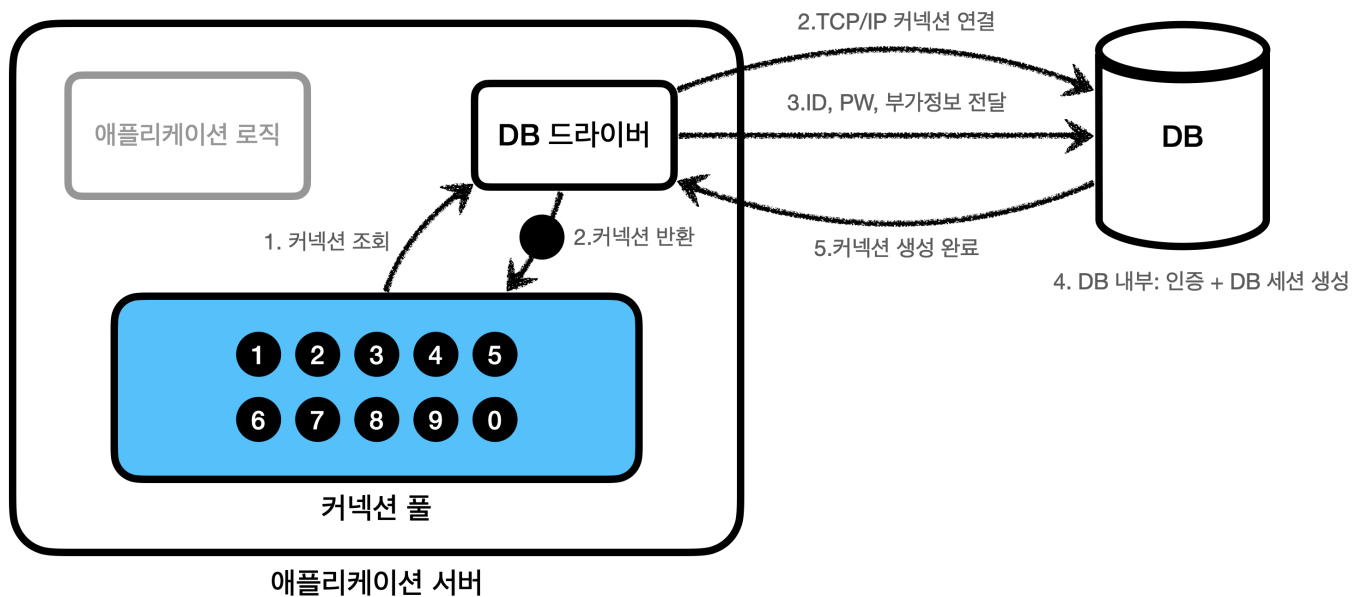 2.TCP/IP 커넥션 연결
애플리케이션 로직
DB 드라이버
3.ID, PW, 부가정보 전달
DB
1. 커넥션 조회
2.커넥션 반환
5.커넥션 생성 완료
4. DB 내부: 인증 + DB 세션 생성
1 2 3 4 5
6 7 8 9 0
커넥션 풀
애플리케이션 서버